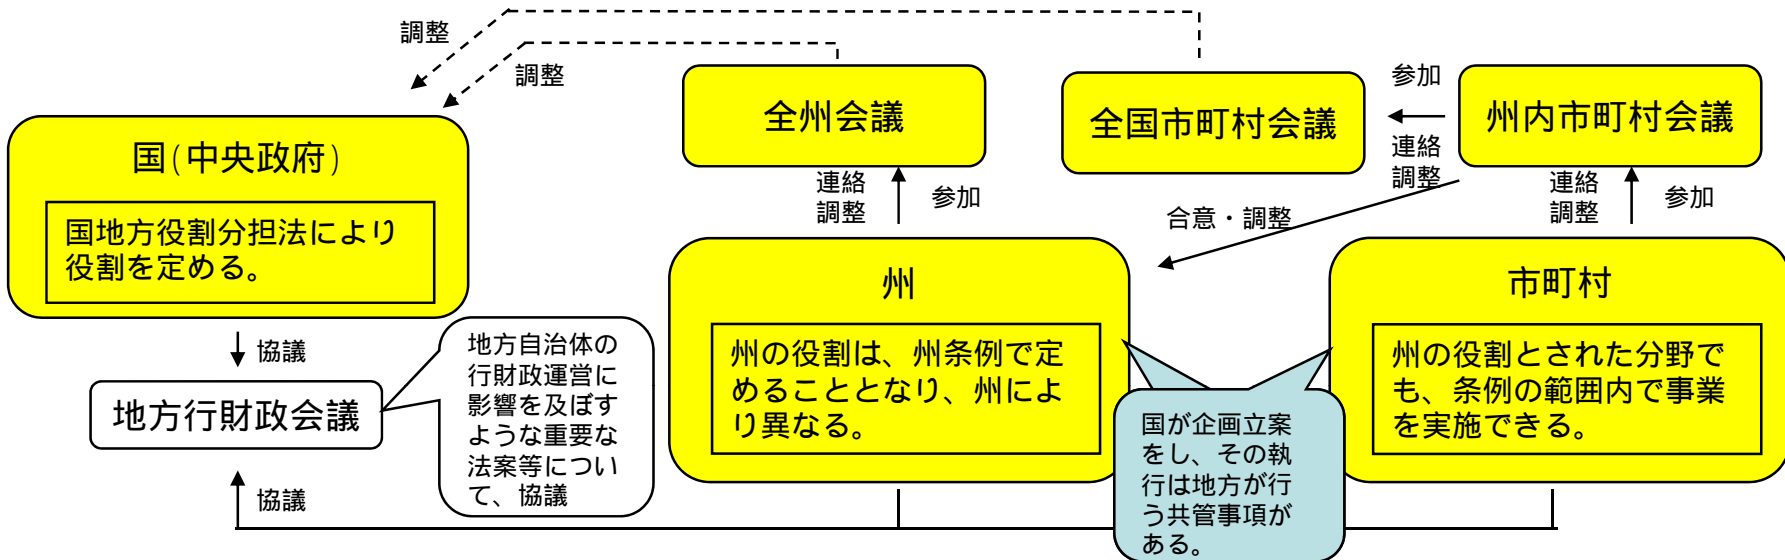 調整
調整
全州会議
全国市町村会議
参加
州内市町村会議
連絡
調整
国(中央政府)
国地方役割分担法により
役割を定める。
連絡
調整
参加
合意・調整
連絡
調整
参加
州
州の役割は、州条例で定
めることとなり、州によ
り異なる。
市町村
州の役割とされた分野で
も、条例の範囲内で事業
を実施できる。
協議
地方行財政会議
地方自治体の
行財政運営に
影響を及ぼす
ような重要な
法案等につい
て、協議
国が企画立案
をし、その執
行は地方が行
う共管事項が
ある。
協議